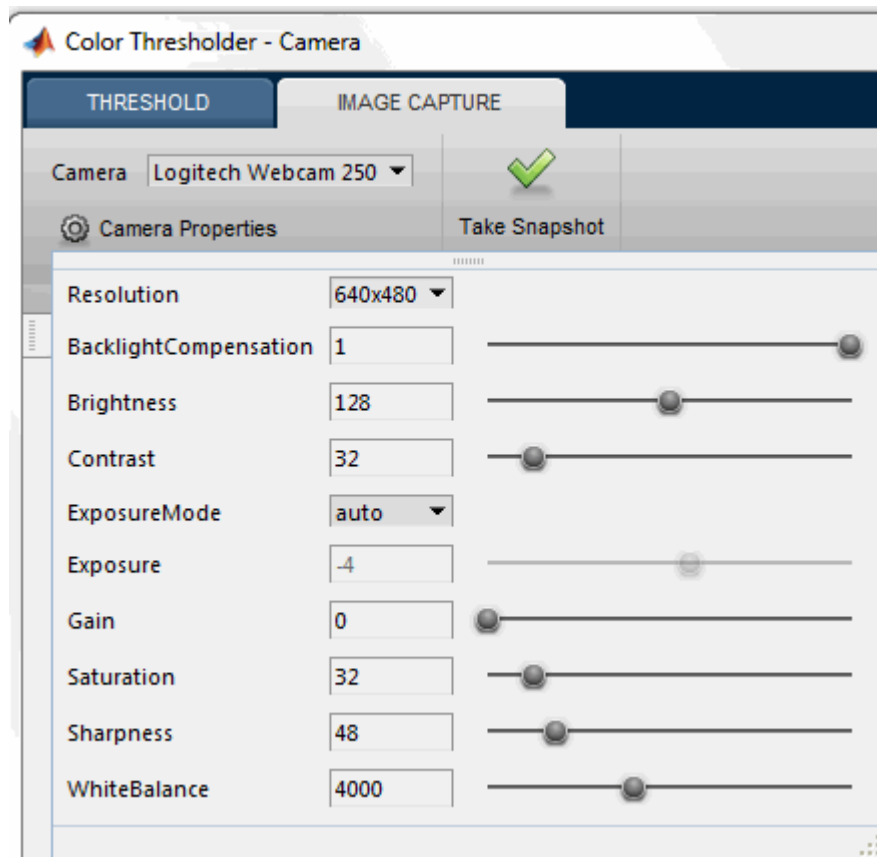 Color Thresholder - Camera
THRESHOLD IMAGE CAPTURE
Camera Logitech Webcam 250
Camera Properties Take Snapshot
Resolution 640x480
BacklightCompensation 1
Brightness 128
Contrast 32
ExposureMode auto
Exposure -4
Gain 0
Saturation 32
Sharpness 48
WhiteBalance 4000